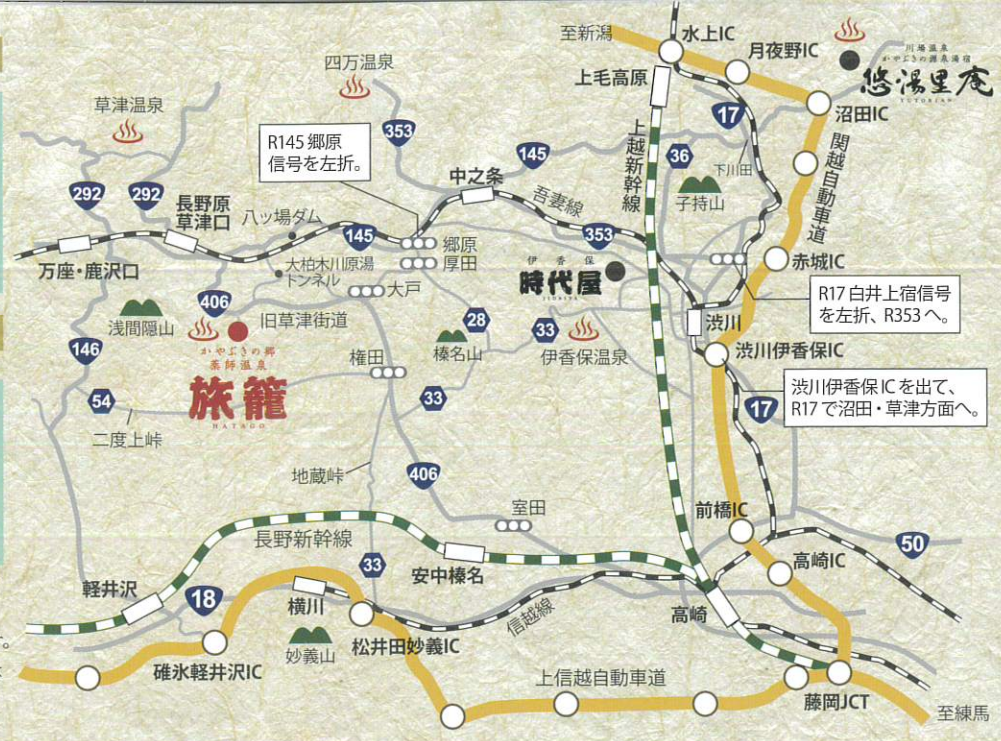 至新潟
水上IC
月夜野IC
川場温泉
かやぶきの源泉湯宿
悠湯里庵
YUTORIAN
上毛高原
沼田IC
四万温泉
草津温泉
353
17
関越自動車道
R145 郷原
信号を左折。
145
36
下川田
上越新幹線
子持山
中之条
吾妻線
292
292
長野原
草津口
八ッ場ダム
145
353
郷原
厚田
万座・鹿沢口
大柏木川原湯
トンネル
大戸
伊香保
時代屋
JIDAIYA
赤城IC
R17 白井上宿信号
を左折、R353 へ。
406
浅間隠山
旧草津街道
28
33
渋川
かやぶきの郷
薬師温泉
旅籠
HATAGO
146
榛名山
伊香保温泉
渋川伊香保IC
権田
渋川伊香保 IC を出て、
R17 で沼田・草津方面へ。
54
33
17
二度上峠
地蔵峠
406
室田
前橋IC
長野新幹線
50
高崎IC
33
安中榛名
軽井沢
18
横川
信越線
高崎
妙義山
松井田妙義IC
碓氷軽井沢IC
上信越自動車道
藤岡JCT
至練馬
。